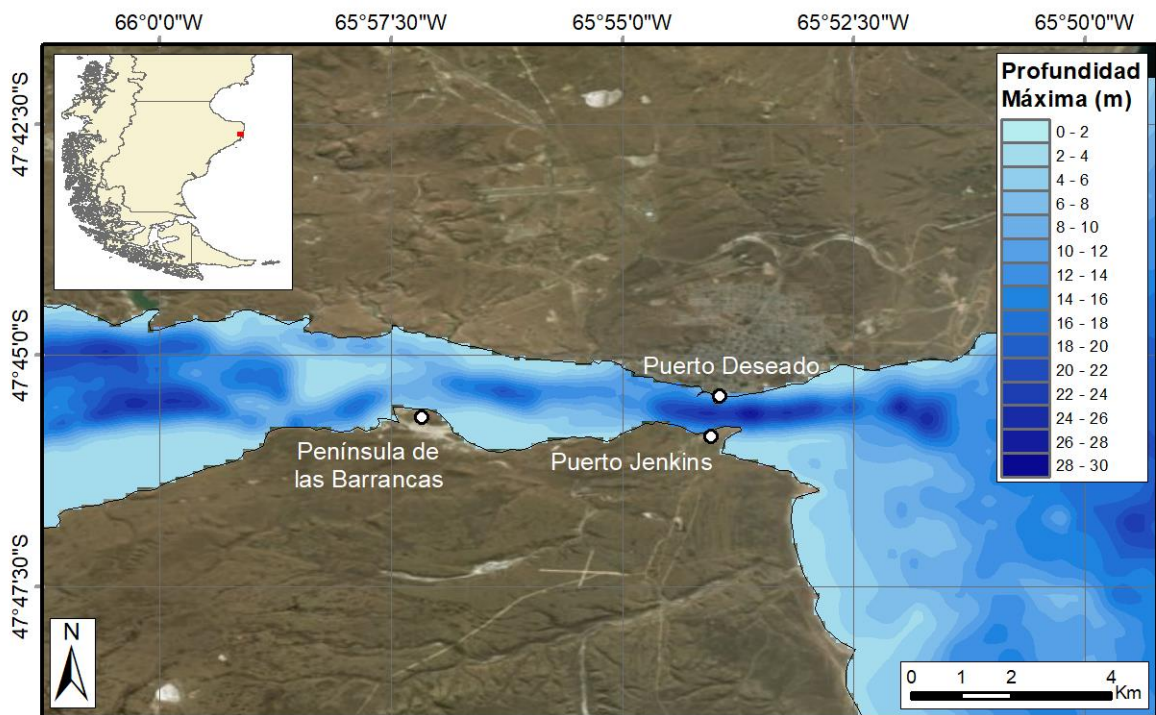 66°0'0"W
65°57'30"W
65°55'0"W
65°52'30"W
65°50'0"W
47°42'30"S
47°45'0"S
47°47'30"S
Profundidad
Máxima (m)
0 - 2
2 - 4
4 - 6
6 - 8
8 - 10
10 - 12
12 - 14
14 - 16
16 - 18
18 - 20
20 - 22
22 - 24
24 - 26
26 - 28
28 - 30
Puerto Deseado
Península de
las Barrancas
Puerto Jenkins
N
0 1 2 4
Km